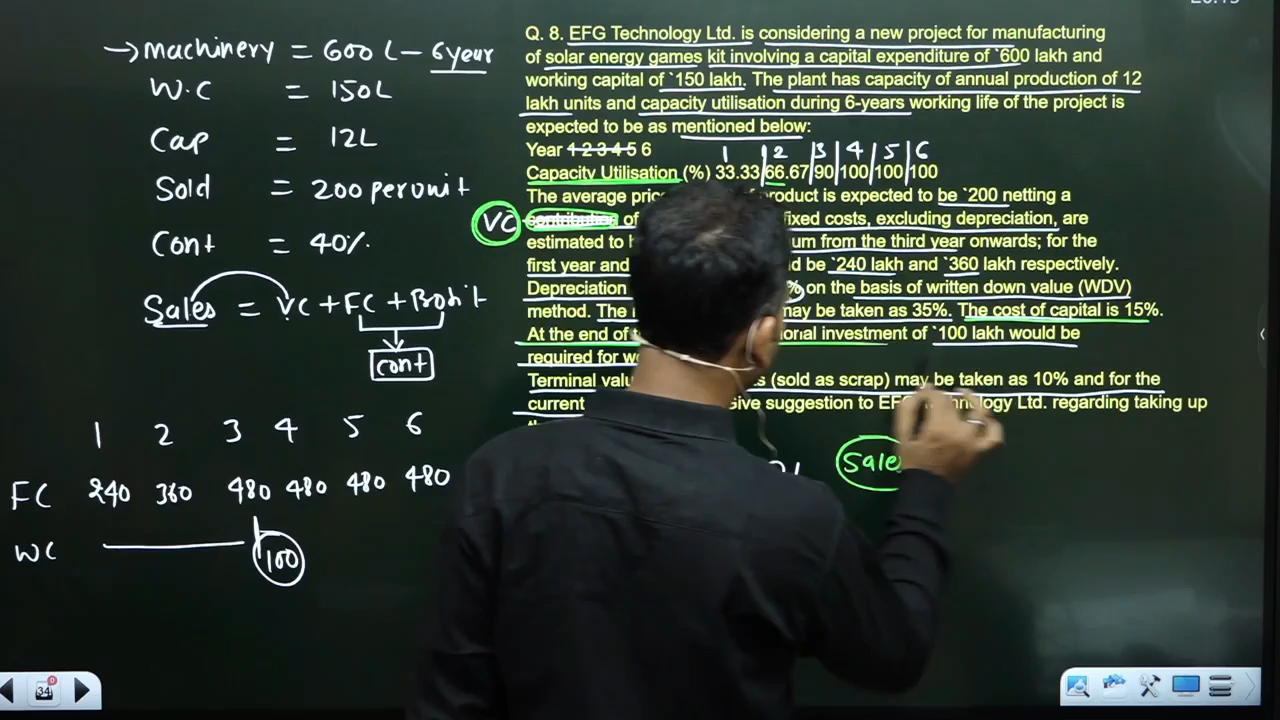 → machinery = 600 L – 6 year
W.C = 150L
Cap = 12L
Sold = 200 per unit
Cont = 40%.
Sales = VC + FC + Profit
cont
1 2 3 4 5 6
FC 240 360 480 480 480 480
WC 100
Q. 8. EFG Technology Ltd. is considering a new project for manufacturing
of solar energy games kit involving a capital expenditure of `600 lakh and
working capital of `150 lakh. The plant has capacity of annual production of 12
lakh units and capacity utilisation during 6-years working life of the project is
expected to be as mentioned below:
Year 1 2 3 4 5 6 1 2 3 4 5 6
Capacity Utilisation (%) 33.33 66.67 90 100 100 100
The average product is expected to be `200 netting a
VC contribution of fixed costs, excluding depreciation, are
estimated to from the third year onwards; for the
first year and be `240 lakh and `360 lakh respectively.
Depreciation % on the basis of written down value (WDV)
method. The may be taken as 35%. The cost of capital is 15%.
At the end of investment of `100 lakh would be
required for
Terminal (sold as scrap) may be taken as 10% and for the
current suggestion to Ltd. regarding taking up
Sales
34